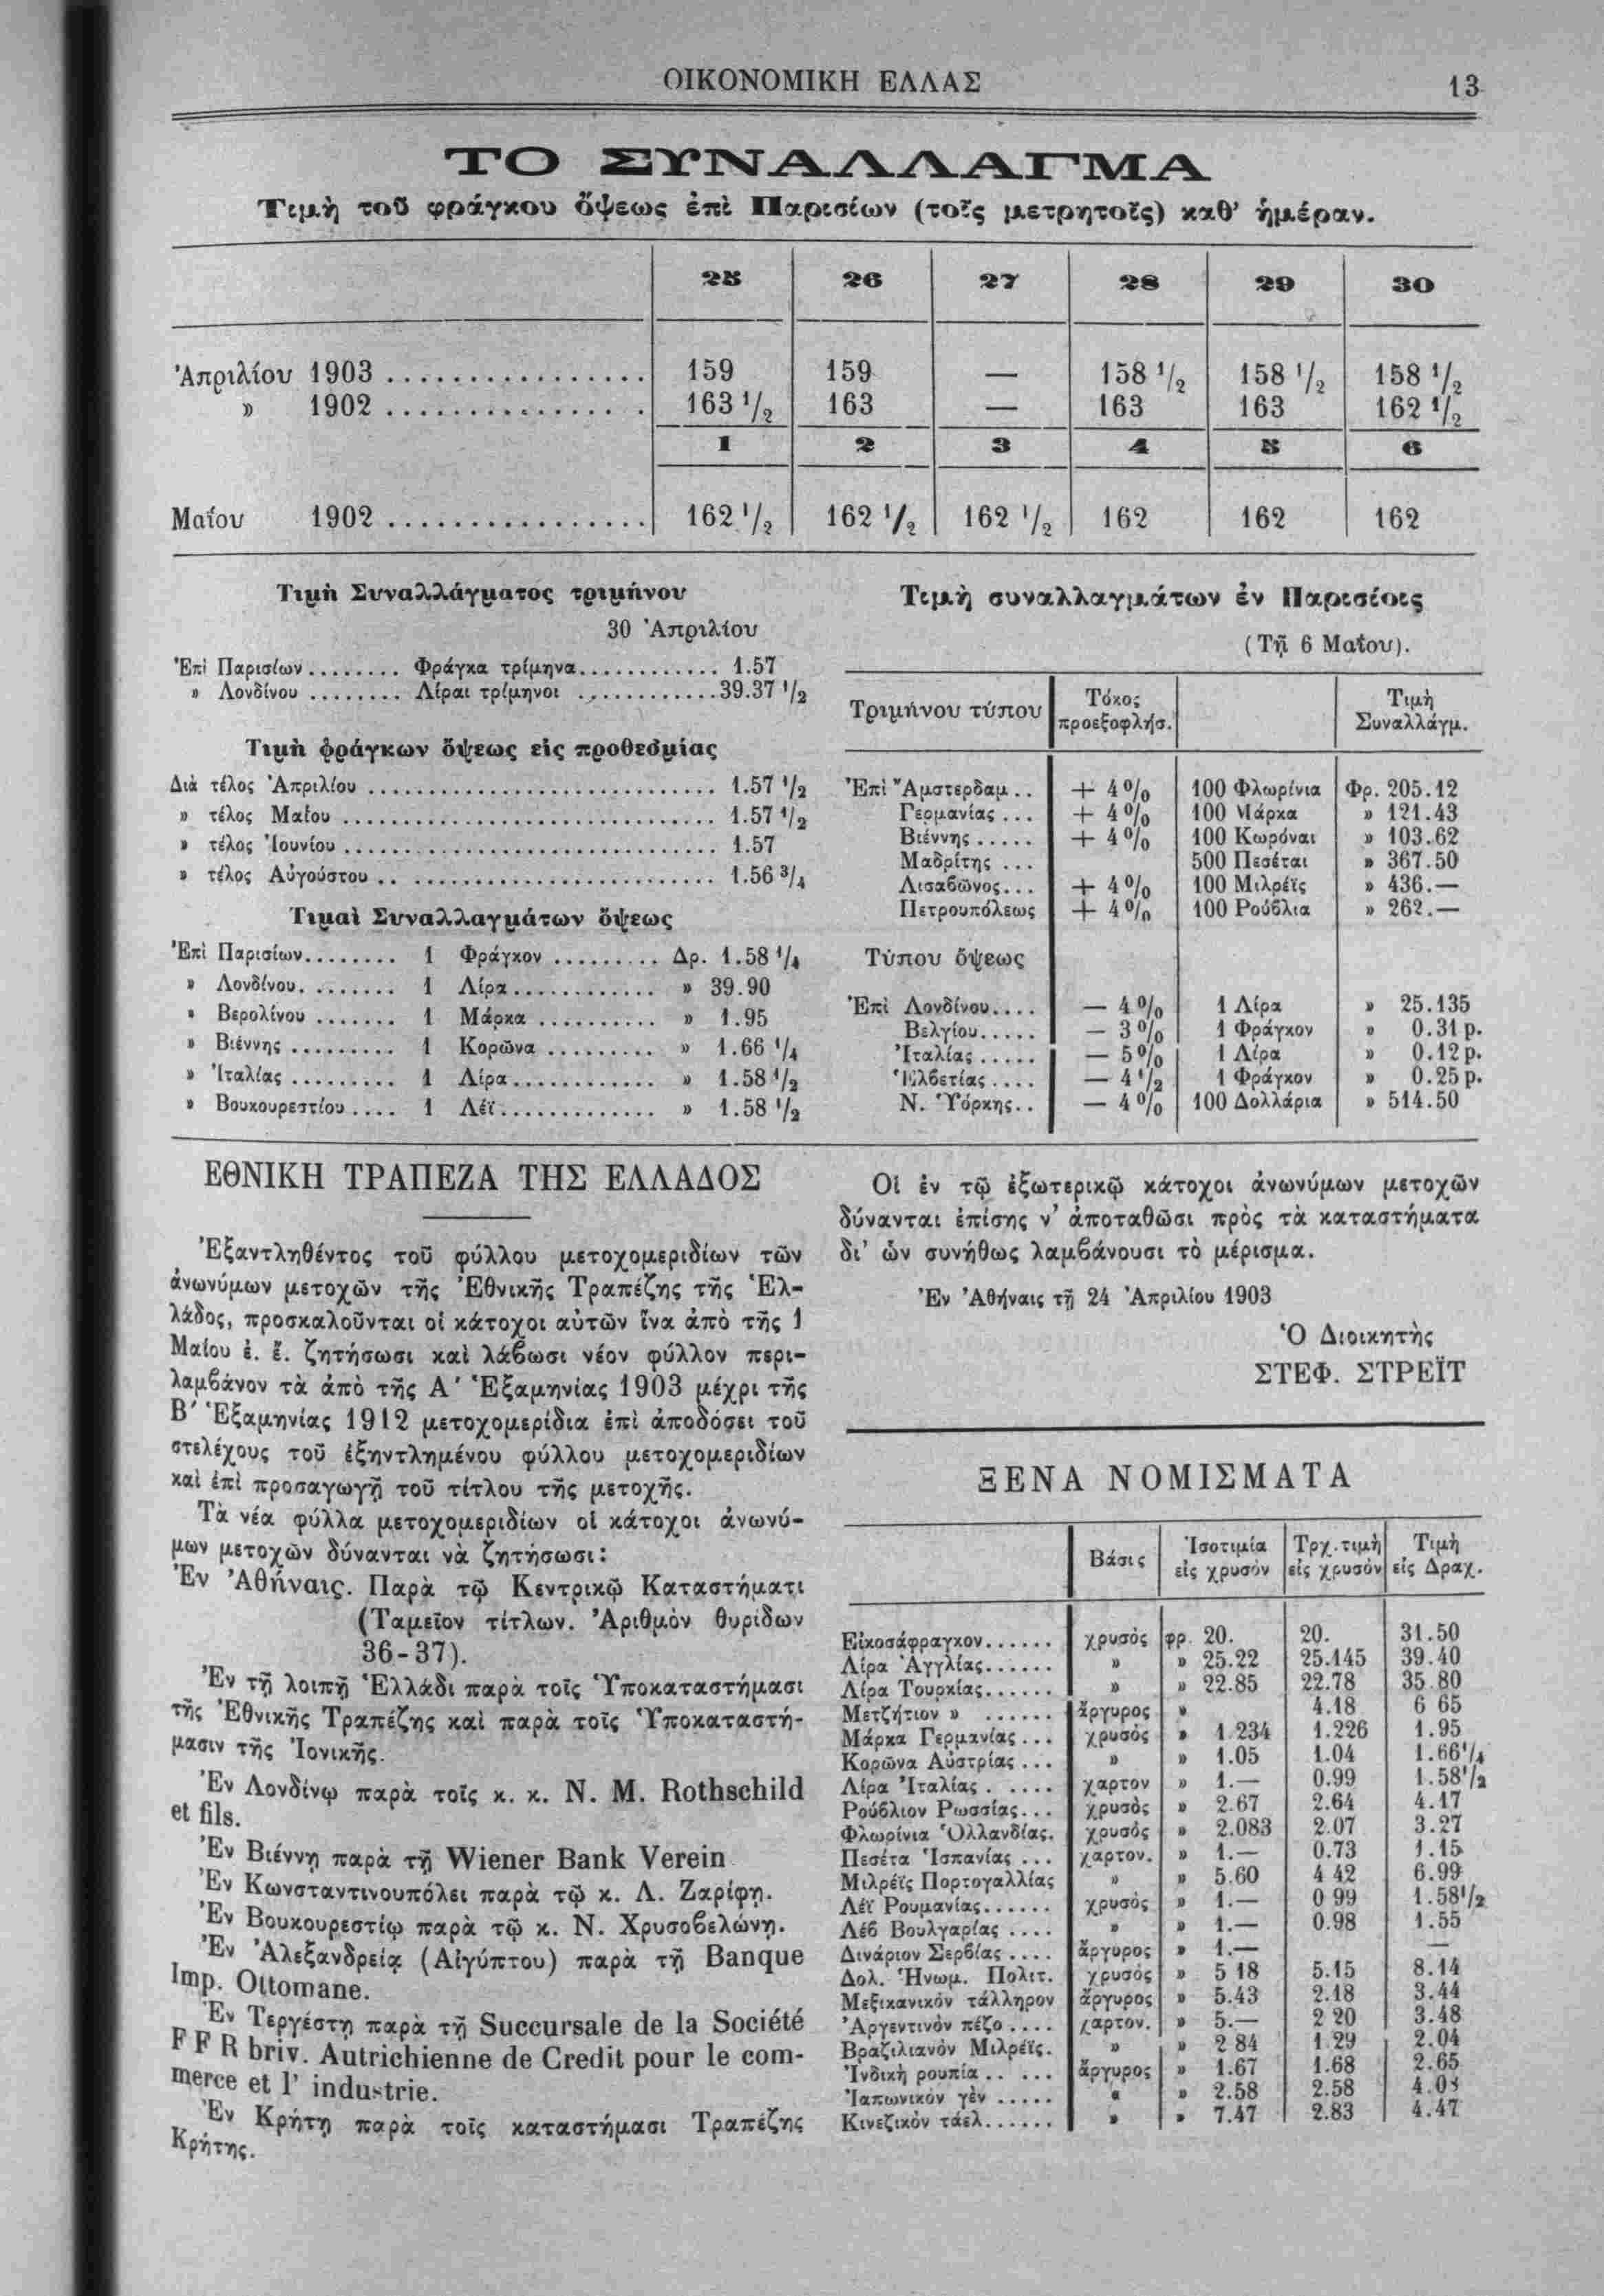 ΟΙΚΟΝΟΜΙΚΗ ΕΛΛΑΣ 13
ΤΟ ΣΥΝΑΛΛΑΓΜΑ
Τιμὴ τοῦ φράγκου ὄψεως ἐπὶ Παρισίων (τοῖς μετρητοῖς) καθ' ἡμέραν.
25 26 27 28 29 30
Ἀπριλίου 1903 ................ 159 159 — 158 1/2 158 1/2 158 1/2
» 1902 ................ 163 1/2 163 — 163 163 162 1/2
1 2 3 4 5 6
Μαΐου 1902 ................ 162 1/2 162 1/2 162 1/2 162 162 162
Τιμὴ Συναλλάγματος τριμήνου
30 Ἀπριλίου
Ἐπὶ Παρισίων........ Φράγκα τρίμηνα............. 1.57
» Λονδίνου ........ Λίραι τρίμηνοι .............39.37 1/2
Τιμὴ φράγκων ὄψεως εἰς προθεσμίας
Διὰ τέλος Ἀπριλίου .............................. 1.57 1/2
» τέλος Μαΐου .............................. 1.57 1/2
» τέλος Ἰουνίου .............................. 1.57
» τέλος Αὐγούστου .............................. 1.56 3/4
Τιμαὶ Συναλλαγμάτων ὄψεως
Ἐπὶ Παρισίων........ 1 Φράγκον ......... Δρ. 1.58 1/4
» Λονδίνου........ 1 Λίρα............ » 39.90
» Βερολίνου ....... 1 Μάρκα .......... » 1.95
» Βιέννης ......... 1 Κορῶνα ......... » 1.66 1/4
» Ἰταλίας ......... 1 Λίρα............ » 1.58 1/2
» Βουκουρεστίου .... 1 Λέϊ............. » 1.58 1/2
Τιμὴ συναλλαγμάτων ἐν Παρισίοις
(Τῇ 6 Μαΐου).
Τριμήνου τύπου Τόκος προεξοφλήσ. Τιμὴ Συναλλάγμ.
Ἐπὶ Ἀμστερδαμ.. + 4 % 100 Φλωρίνια Φρ. 205.12
Γερμανίας ... + 4 % 100 Μάρκα » 121.43
Βιέννης ..... + 4 % 100 Κωρόναι » 103.62
Μαδρίτης ... 500 Πεσέται » 367.50
Λισαβῶνος... + 4 % 100 Μιλρέϊς » 436.—
Πετρουπόλεως + 4 % 100 Ρούβλια » 262.—
Τύπου ὄψεως
Ἐπὶ Λονδίνου.... — 4 % 1 Λίρα » 25.135
Βελγίου..... — 3 % 1 Φράγκον » 0.31 p.
Ἰταλίας ..... — 5 % 1 Λίρα » 0.12 p.
Ἑλβετίας .... — 4 1/2 1 Φράγκον » 0.25 p.
Ν. Ὑόρκης.. — 4 % 100 Δολλάρια » 514.50
ΕΘΝΙΚΗ ΤΡΑΠΕΖΑ ΤΗΣ ΕΛΛΑΔΟΣ
Ἐξαντληθέντος τοῦ φύλλου μετοχομεριδίων τῶν
ἀνωνύμων μετοχῶν τῆς Ἐθνικῆς Τραπέζης τῆς Ἑλ-
λάδος, προσκαλοῦνται οἱ κάτοχοι αὐτῶν ἵνα ἀπὸ τῆς 1
Μαΐου ἐ. ἔ. ζητήσωσι καὶ λάβωσι νέον φύλλον περι-
λαμβάνον τὰ ἀπὸ τῆς Α' Ἑξαμηνίας 1903 μέχρι τῆς
Β' Ἑξαμηνίας 1912 μετοχομερίδια ἐπὶ ἀποδόσει τοῦ
στελέχους τοῦ ἐξηντλημένου φύλλου μετοχομεριδίων
καὶ ἐπὶ προσαγωγῇ τοῦ τίτλου τῆς μετοχῆς.
Τὰ νέα φύλλα μετοχομεριδίων οἱ κάτοχοι ἀνωνύ-
μων μετοχῶν δύνανται νὰ ζητήσωσι:
Ἐν Ἀθήναις. Παρὰ τῷ Κεντρικῷ Καταστήματι
(Ταμεῖον τίτλων. Ἀριθμὸν θυρίδων
36-37).
Ἐν τῇ λοιπῇ Ἑλλάδι παρὰ τοῖς Ὑποκαταστήμασι
τῆς Ἐθνικῆς Τραπέζης καὶ παρὰ τοῖς Ὑποκαταστή-
μασιν τῆς Ἰονικῆς.
Ἐν Λονδίνῳ παρὰ τοῖς κ. κ. N. M. Rothschild
et fils.
Ἐν Βιέννῃ παρὰ τῇ Wiener Bank Verein
Ἐν Κωνσταντινουπόλει παρὰ τῷ κ. Λ. Ζαρίφῃ.
Ἐν Βουκουρεστίῳ παρὰ τῷ κ. Ν. Χρυσοβελώνῃ.
Ἐν Ἀλεξανδρείᾳ (Αἰγύπτου) παρὰ τῇ Banque
Imp. Ottomane.
Ἐν Τεργέστῃ παρὰ τῇ Succursale de la Société
F F R briv. Autrichienne de Credit pour le com-
merce et l' industrie.
Ἐν Κρήτῃ παρὰ τοῖς καταστήμασι Τραπέζης
Κρήτης.
Οἱ ἐν τῷ ἐξωτερικῷ κάτοχοι ἀνωνύμων μετοχῶν
δύνανται ἐπίσης ν' ἀποταθῶσι πρὸς τὰ καταστήματα
δι' ὧν συνήθως λαμβάνουσι τὸ μέρισμα.
Ἐν Ἀθήναις τῇ 24 Ἀπριλίου 1903
Ὁ Διοικητὴς
ΣΤΕΦ. ΣΤΡΕΪΤ
ΞΕΝΑ ΝΟΜΙΣΜΑΤΑ
Βάσις Ἰσοτιμία εἰς χρυσόν Τρχ. τιμὴ εἰς χρυσόν Τιμὴ εἰς Δραχ.
Εἰκοσάφραγκον...... χρυσὸς φρ. 20. 20. 31.50
Λίρα Ἀγγλίας...... » » 25.22 25.145 39.40
Λίρα Τουρκίας...... » » 22.85 22.78 35.80
Μετζήτιον » ...... ἄργυρος » 4.18 6 65
Μάρκα Γερμανίας ... χρυσὸς » 1.234 1.226 1.95
Κορῶνα Αὐστρίας ... » » 1.05 1.04 1.66 1/4
Λίρα Ἰταλίας ...... χαρτον » 1.— 0.99 1.58 1/2
Ρούβλιον Ρωσσίας... χρυσὸς » 2.67 2.64 4.17
Φλωρίνια Ὁλλανδίας. χρυσὸς » 2.083 2.07 3.27
Πεσέτα Ἱσπανίας ... χαρτον. » 1.— 0.73 1.15
Μιλρέϊς Πορτογαλλίας » » 5.60 4 42 6.99
Λέϊ Ρουμανίας...... χρυσὸς » 1.— 0 99 1.58 1/2
Λέβ Βουλγαρίας .... » » 1.— 0.98 1.55
Δινάριον Σερβίας .... ἄργυρος » 1.— —
Δολ. Ἡνωμ. Πολιτ. χρυσὸς » 5 18 5.15 8.14
Μεξικανικόν τάλληρον ἄργυρος » 5.43 2.18 3.44
Ἀργεντινόν πέζο .... χαρτον. » 5.— 2 20 3.48
Βραζιλιανόν Μιλρέϊς. » » 2 84 1 29 2.04
Ἰνδικὴ ρουπία ..... ἄργυρος » 1.67 1.68 2.65
Ἰαπωνικόν γέν ..... » » 2.58 2.58 4.08
Κινεζικὸν τάελ...... » » 7.47 2.83 4.47